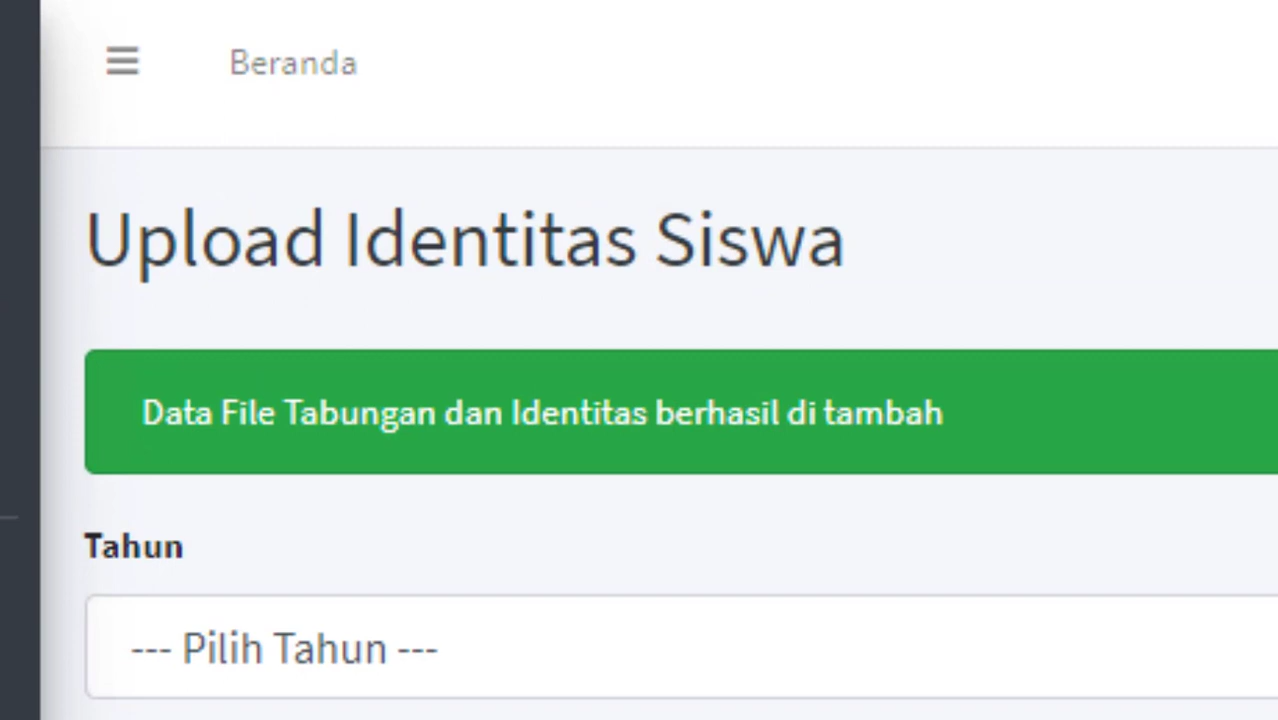 Beranda
Upload Identitas Siswa
Data File Tabungan dan Identitas berhasil di tambah
Tahun
--- Pilih Tahun ---